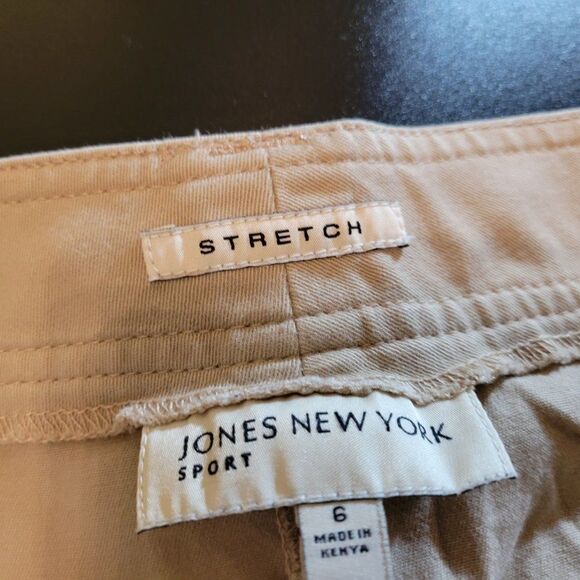 STRETCH
JONES NEW YORK
SPORT
6
MADE IN
KENYA